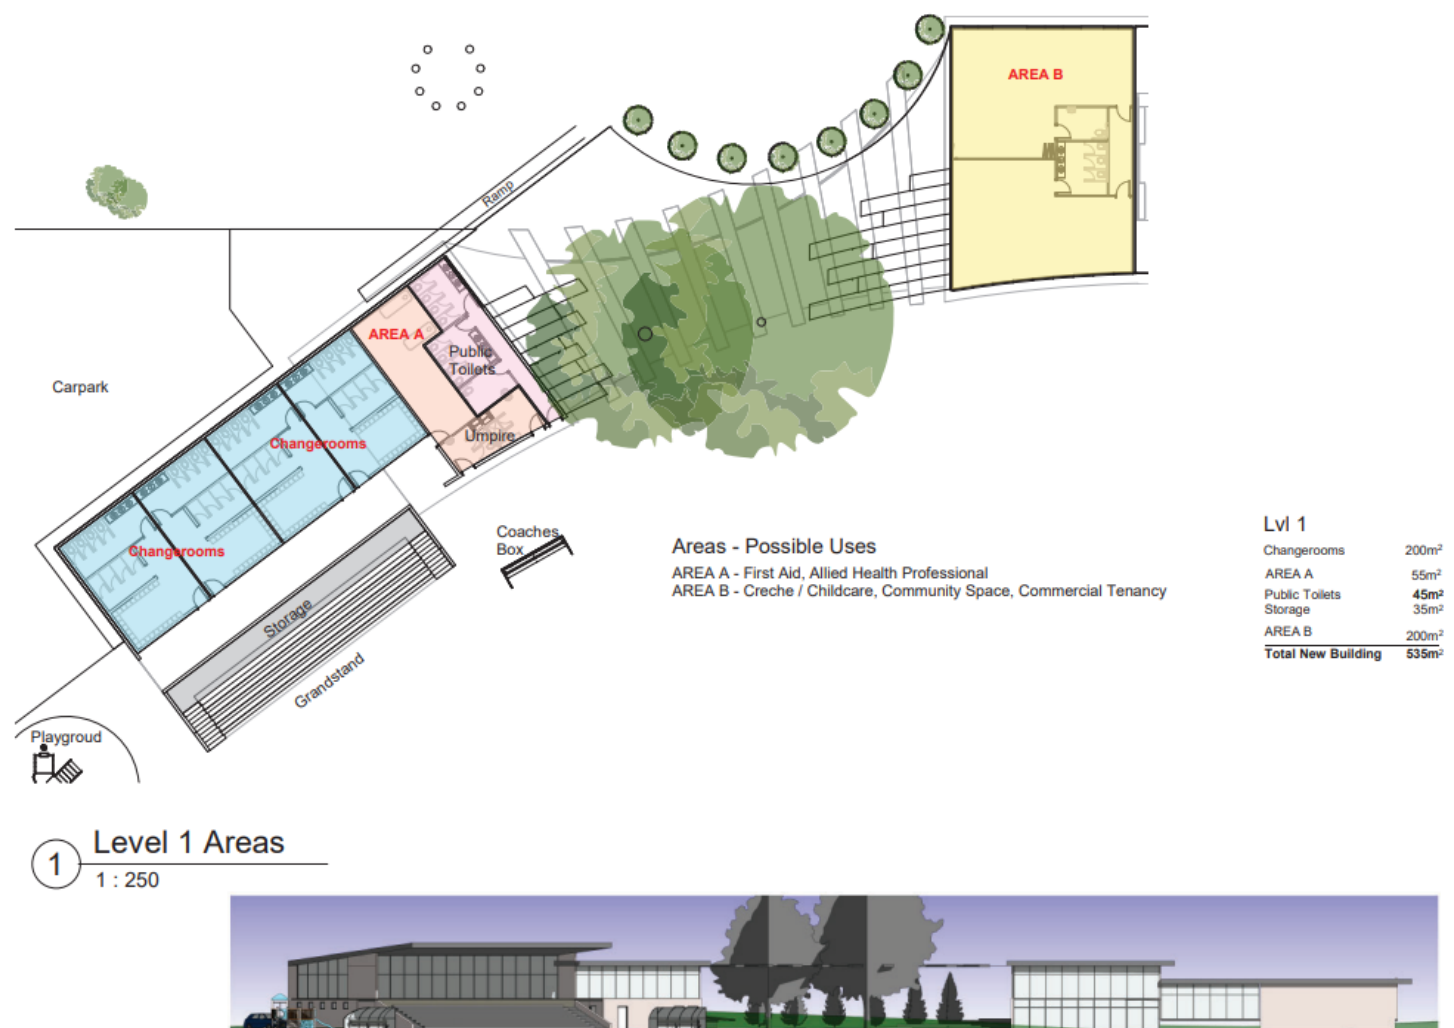 AREA B
Ramp
AREA A
Public
Toilets
Carpark
Umpire
Changerooms
Changerooms
Coaches
Box
Storage
Grandstand
Playgroud
Areas - Possible Uses
AREA A - First Aid, Allied Health Professional
AREA B - Creche / Childcare, Community Space, Commercial Tenancy
Lvl 1
Changerooms 200m²
AREA A 55m²
Public Toilets 45m²
Storage 35m²
AREA B 200m²
Total New Building 535m²
1 Level 1 Areas
1 : 250